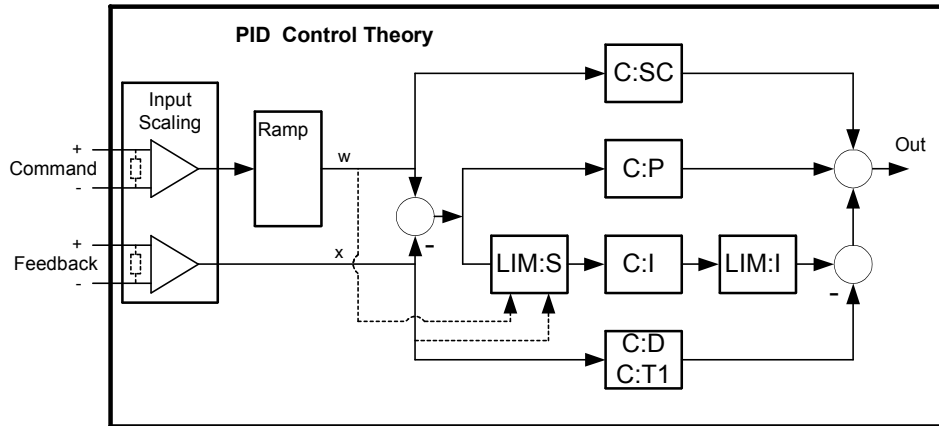 PID Control Theory
Input
Scaling
Ramp
C:SC
+
Command
-
w
C:P
Out
+
Feedback
-
x
-
LIM:S
C:I
LIM:I
-
C:D
C:T1